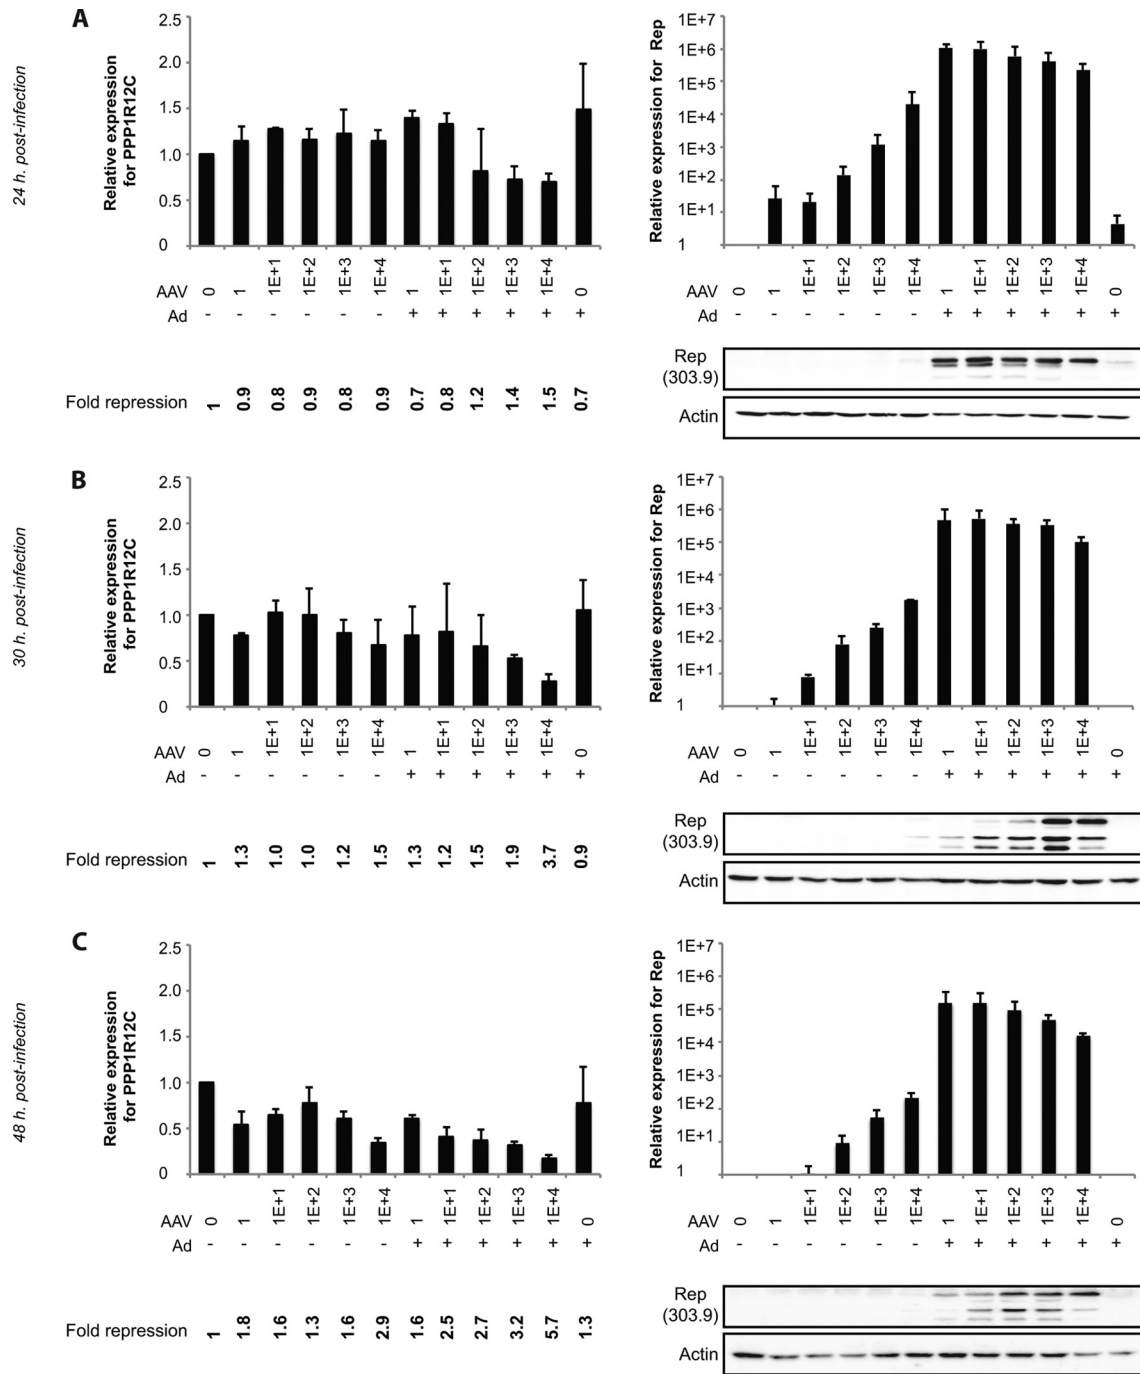 A
24 h. post-infection
Relative expression
for PPP1R12C
2.5
2.0
1.5
1.0
0.5
0
AAV 0 1 1E+1 1E+2 1E+3 1E+4 1 1E+1 1E+2 1E+3 1E+4 0
Ad - - - - - - + + + + + +
Fold repression 1 0.9 0.8 0.9 0.8 0.9 0.7 0.8 1.2 1.4 1.5 0.7
Relative expression for Rep
1E+7
1E+6
1E+5
1E+4
1E+3
1E+2
1E+1
1
AAV 0 1 1E+1 1E+2 1E+3 1E+4 1 1E+1 1E+2 1E+3 1E+4 0
Ad - - - - - - + + + + + +
Rep
(303.9)
Actin
B
30 h. post-infection
Relative expression
for PPP1R12C
2.5
2.0
1.5
1.0
0.5
0
AAV 0 1 1E+1 1E+2 1E+3 1E+4 1 1E+1 1E+2 1E+3 1E+4 0
Ad - - - - - - + + + + + +
Fold repression 1 1.3 1.0 1.0 1.2 1.5 1.3 1.2 1.5 1.9 3.7 0.9
Relative expression for Rep
1E+7
1E+6
1E+5
1E+4
1E+3
1E+2
1E+1
1
AAV 0 1 1E+1 1E+2 1E+3 1E+4 1 1E+1 1E+2 1E+3 1E+4 0
Ad - - - - - - + + + + + +
Rep
(303.9)
Actin
C
48 h. post-infection
Relative expression
for PPP1R12C
2.5
2.0
1.5
1.0
0.5
0
AAV 0 1 1E+1 1E+2 1E+3 1E+4 1 1E+1 1E+2 1E+3 1E+4 0
Ad - - - - - - + + + + + +
Fold repression 1 1.8 1.6 1.3 1.6 2.9 1.6 2.5 2.7 3.2 5.7 1.3
Relative expression for Rep
1E+7
1E+6
1E+5
1E+4
1E+3
1E+2
1E+1
1
AAV 0 1 1E+1 1E+2 1E+3 1E+4 1 1E+1 1E+2 1E+3 1E+4 0
Ad - - - - - - + + + + + +
Rep
(303.9)
Actin